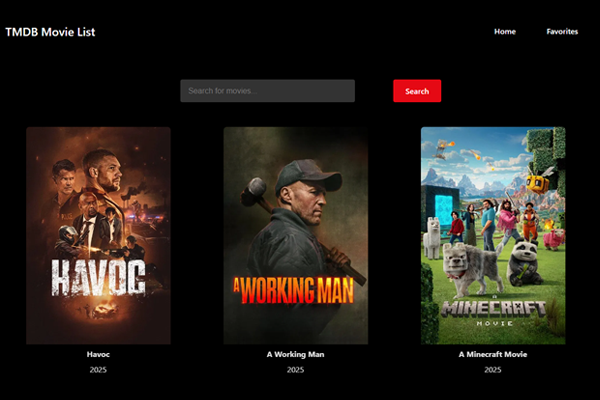 TMDB Movie List
Home
Favorites
Search for movies...
Search
HAVOC
A WORKING MAN
A
MINECRAFT
MOVIE
Havoc
A Working Man
A Minecraft Movie
2025
2025
2025